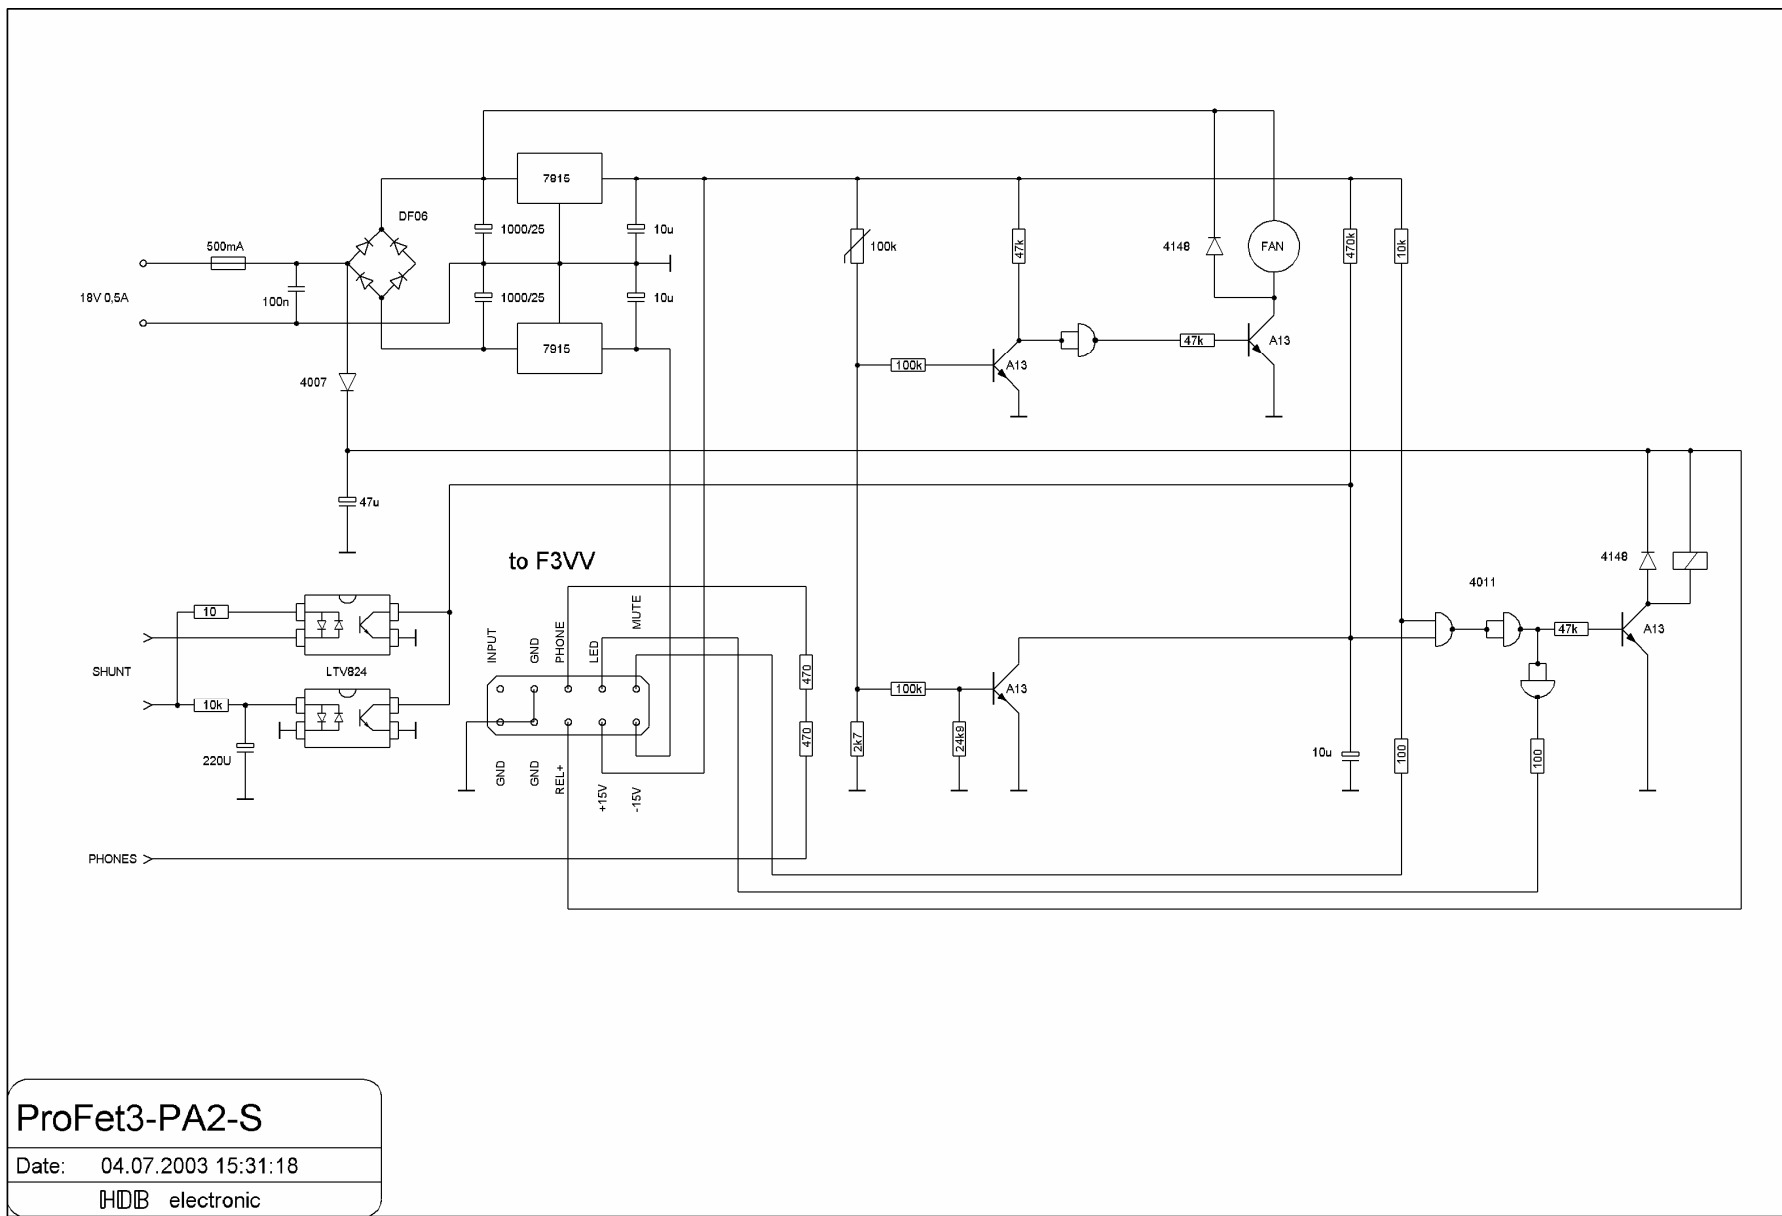 7815
DF06
1000/25
10u
500mA
100k
47k
4148
FAN
470k
10k
18V 0,5A
100n
1000/25
10u
7915
47k
A13
4007
100k
A13
47u
to F3VV
4148
4011
10
INPUT
GND
PHONE
LED
MUTE
47k
A13
SHUNT
LTV824
470
100k
A13
10k
220U
470
2k7
24k9
10u
100
100
GND
GND
REL+
+15V
-15V
PHONES
ProFet3-PA2-S
Date: 04.07.2003 15:31:18
HDB electronic